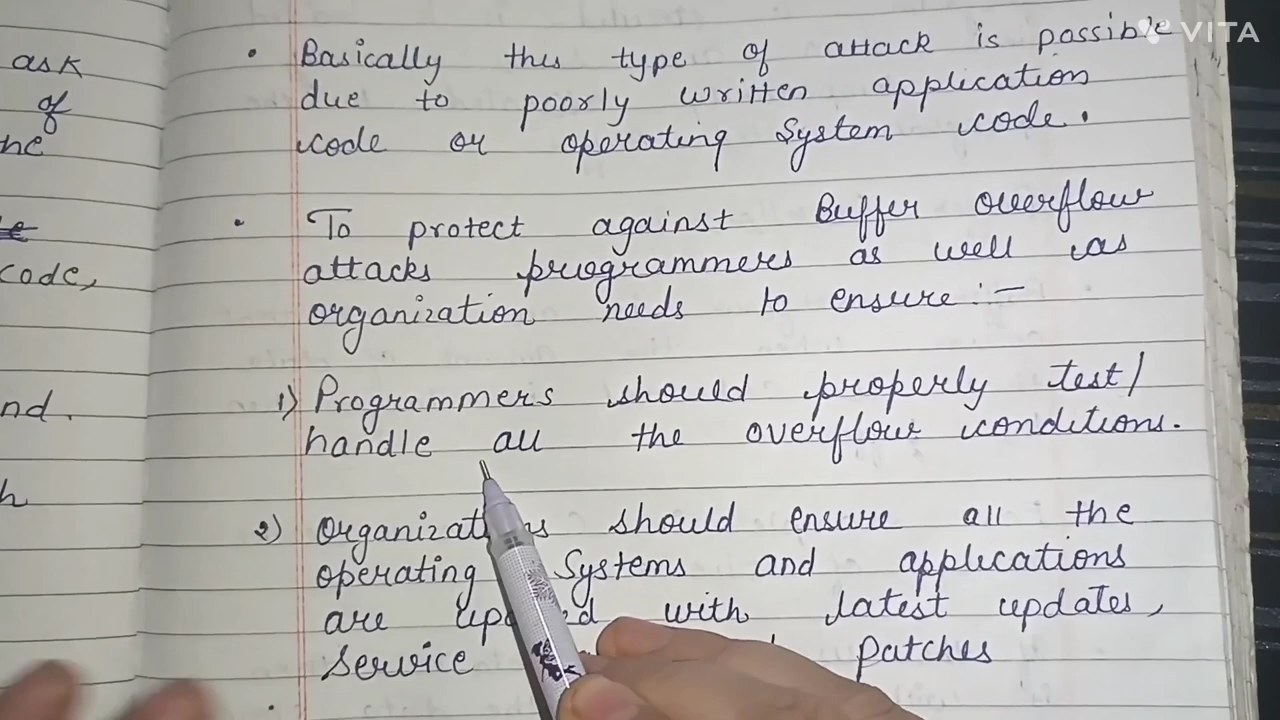 VITA
ask
of
he
code,
nd.
h
• Basically this type of attack is possible
due to poorly written application
code or operating System code.
• To protect against Buffer overflow
attacks programmers as well as
organization needs to ensure :-
1) Programmers should properly test/
handle all the overflow conditions.
2) Organizations should ensure all the
operating Systems and applications
are updated with latest updates,
Service patches